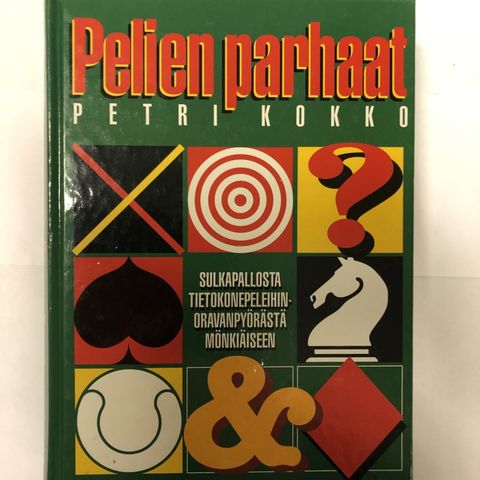 Pelien parhaat
PETRI KOKKO
?
SULKAPALLOSTA
TIETOKONEPELEIHIN-
ORAVANPYÖRÄSTÄ
MÖNKIÄISEEN
&